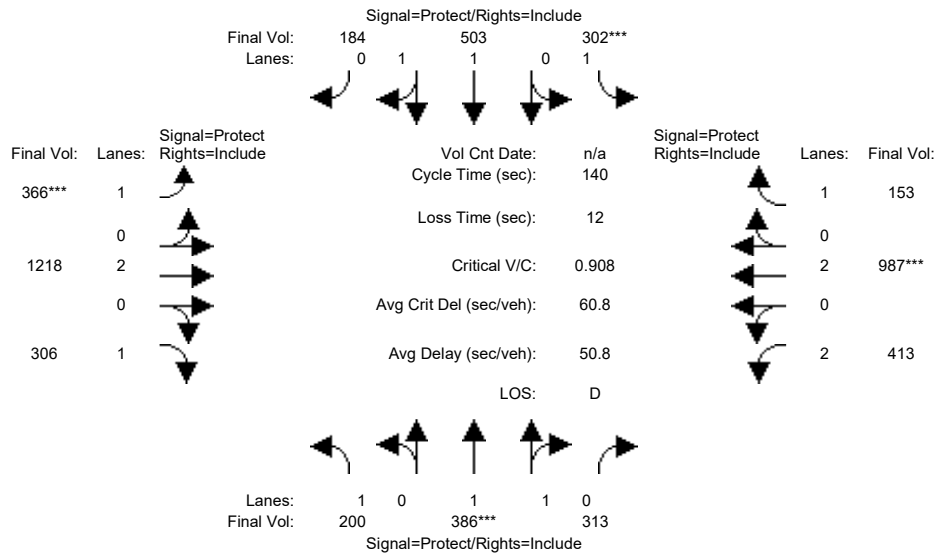 Signal=Protect/Rights=Include
Final Vol: 184 503 302***
Lanes: 0 1 1 0 1
Signal=Protect
Final Vol: Lanes: Rights=Include
Vol Cnt Date: n/a
Signal=Protect
Rights=Include Lanes: Final Vol:
Cycle Time (sec): 140
366*** 1
1 153
Loss Time (sec): 12
0
0
1218 2
Critical V/C: 0.908
2 987***
0
Avg Crit Del (sec/veh): 60.8
0
306 1
Avg Delay (sec/veh): 50.8
2 413
LOS: D
Lanes: 1 0 1 1 0
Final Vol: 200 386*** 313
Signal=Protect/Rights=Include